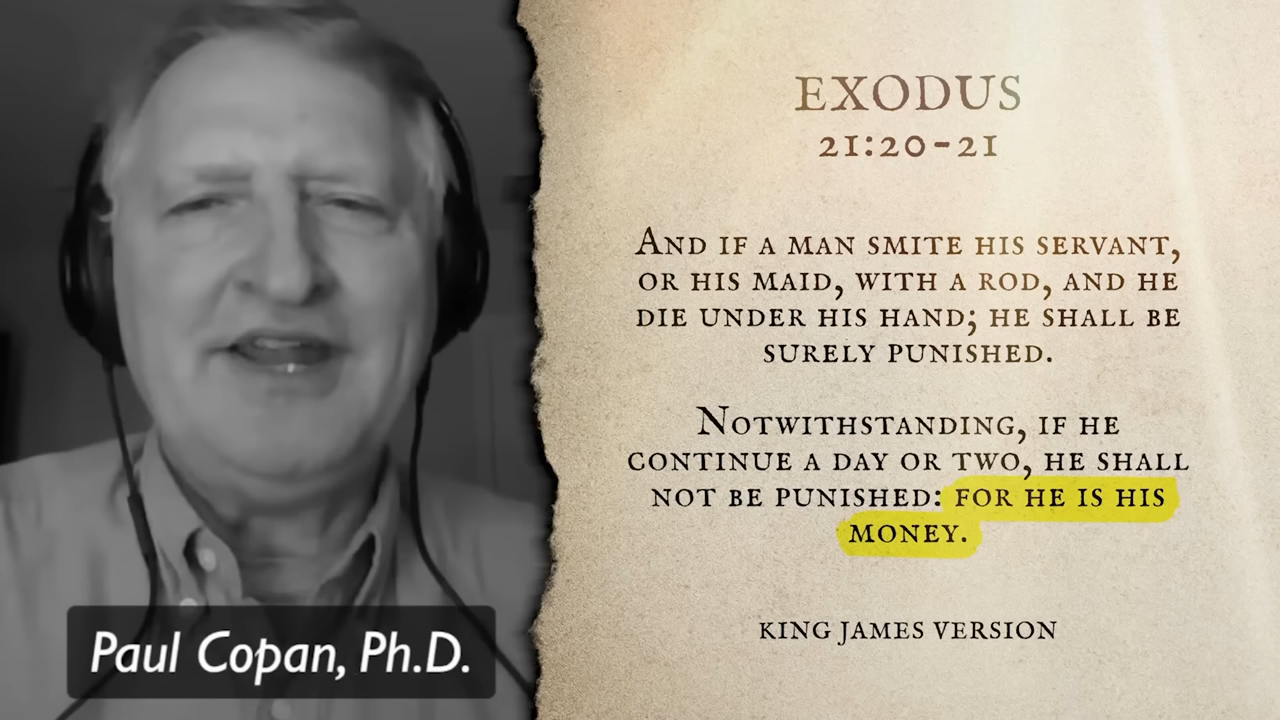 Paul Copan, Ph.D.
EXODUS
21:20-21
AND IF A MAN SMITE HIS SERVANT,
OR HIS MAID, WITH A ROD, AND HE
DIE UNDER HIS HAND; HE SHALL BE
SURELY PUNISHED.
NOTWITHSTANDING, IF HE
CONTINUE A DAY OR TWO, HE SHALL
NOT BE PUNISHED: FOR HE IS HIS
MONEY.
KING JAMES VERSION